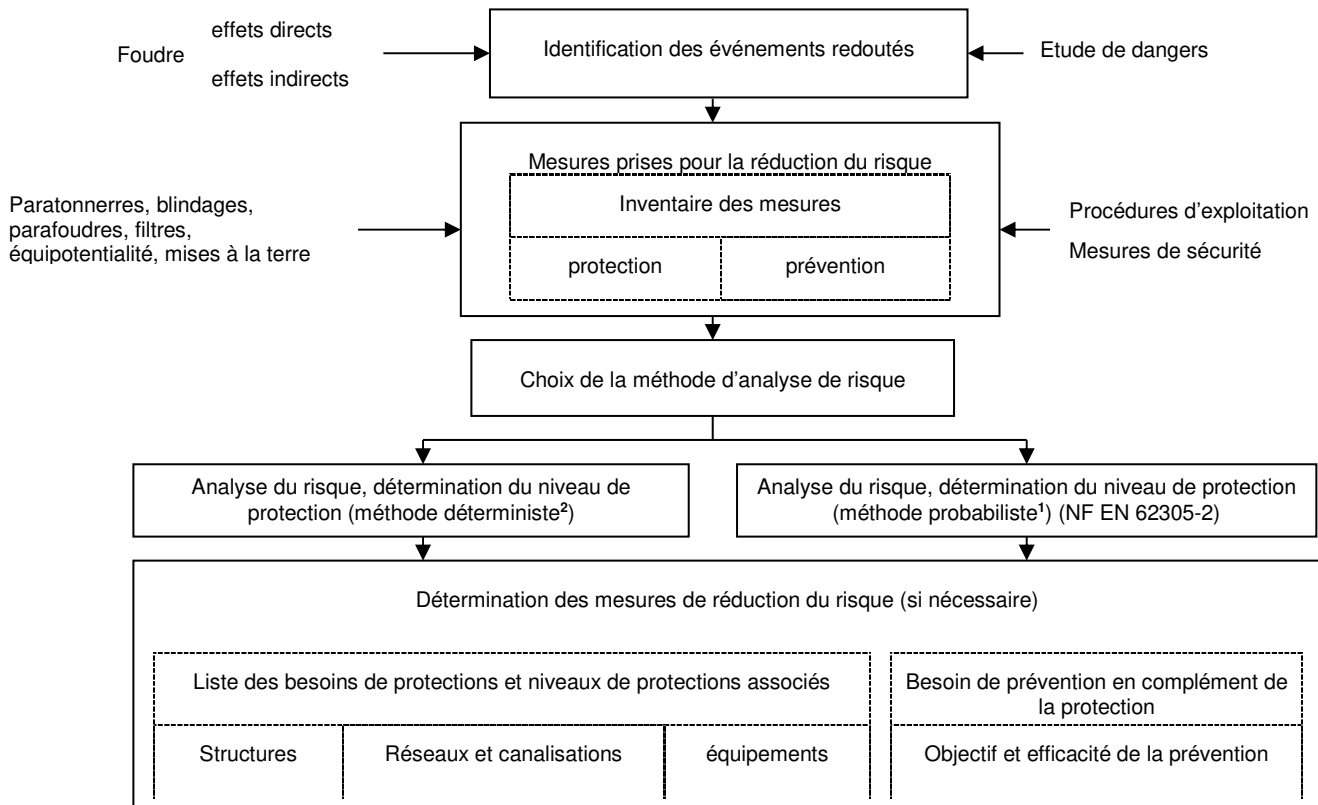 effets directs
Foudre
effets indirects
Identification des événements redoutés
Etude de dangers
Mesures prises pour la réduction du risque
Inventaire des mesures
protection
prévention
Paratonnerres, blindages,
parafoudres, filtres,
équipotentialité, mises à la terre
Procédures d’exploitation
Mesures de sécurité
Choix de la méthode d’analyse de risque
Analyse du risque, détermination du niveau de
protection (méthode déterministe²)
Analyse du risque, détermination du niveau de protection
(méthode probabiliste¹) (NF EN 62305-2)
Détermination des mesures de réduction du risque (si nécessaire)
Liste des besoins de protections et niveaux de protections associés
Structures
Réseaux et canalisations
équipements
Besoin de prévention en complément de
la protection
Objectif et efficacité de la prévention